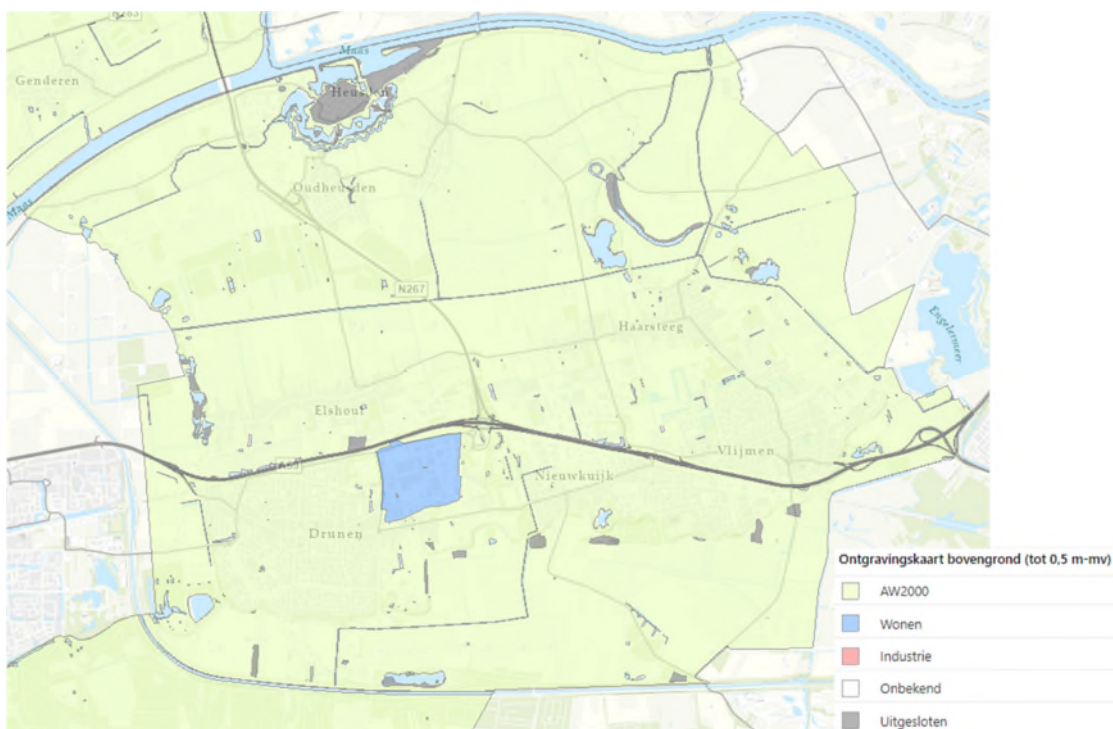 Maas
Genderen
Heusden
Oudheusden
Maas
N267
Haarsteeg
Engelermeer
Elshout
Vlijmen
Nieuwkuijk
Drunen
Ontgravingskaart bovengrond (tot 0,5 m-mv)
AW2000
Wonen
Industrie
Onbekend
Uitgesloten